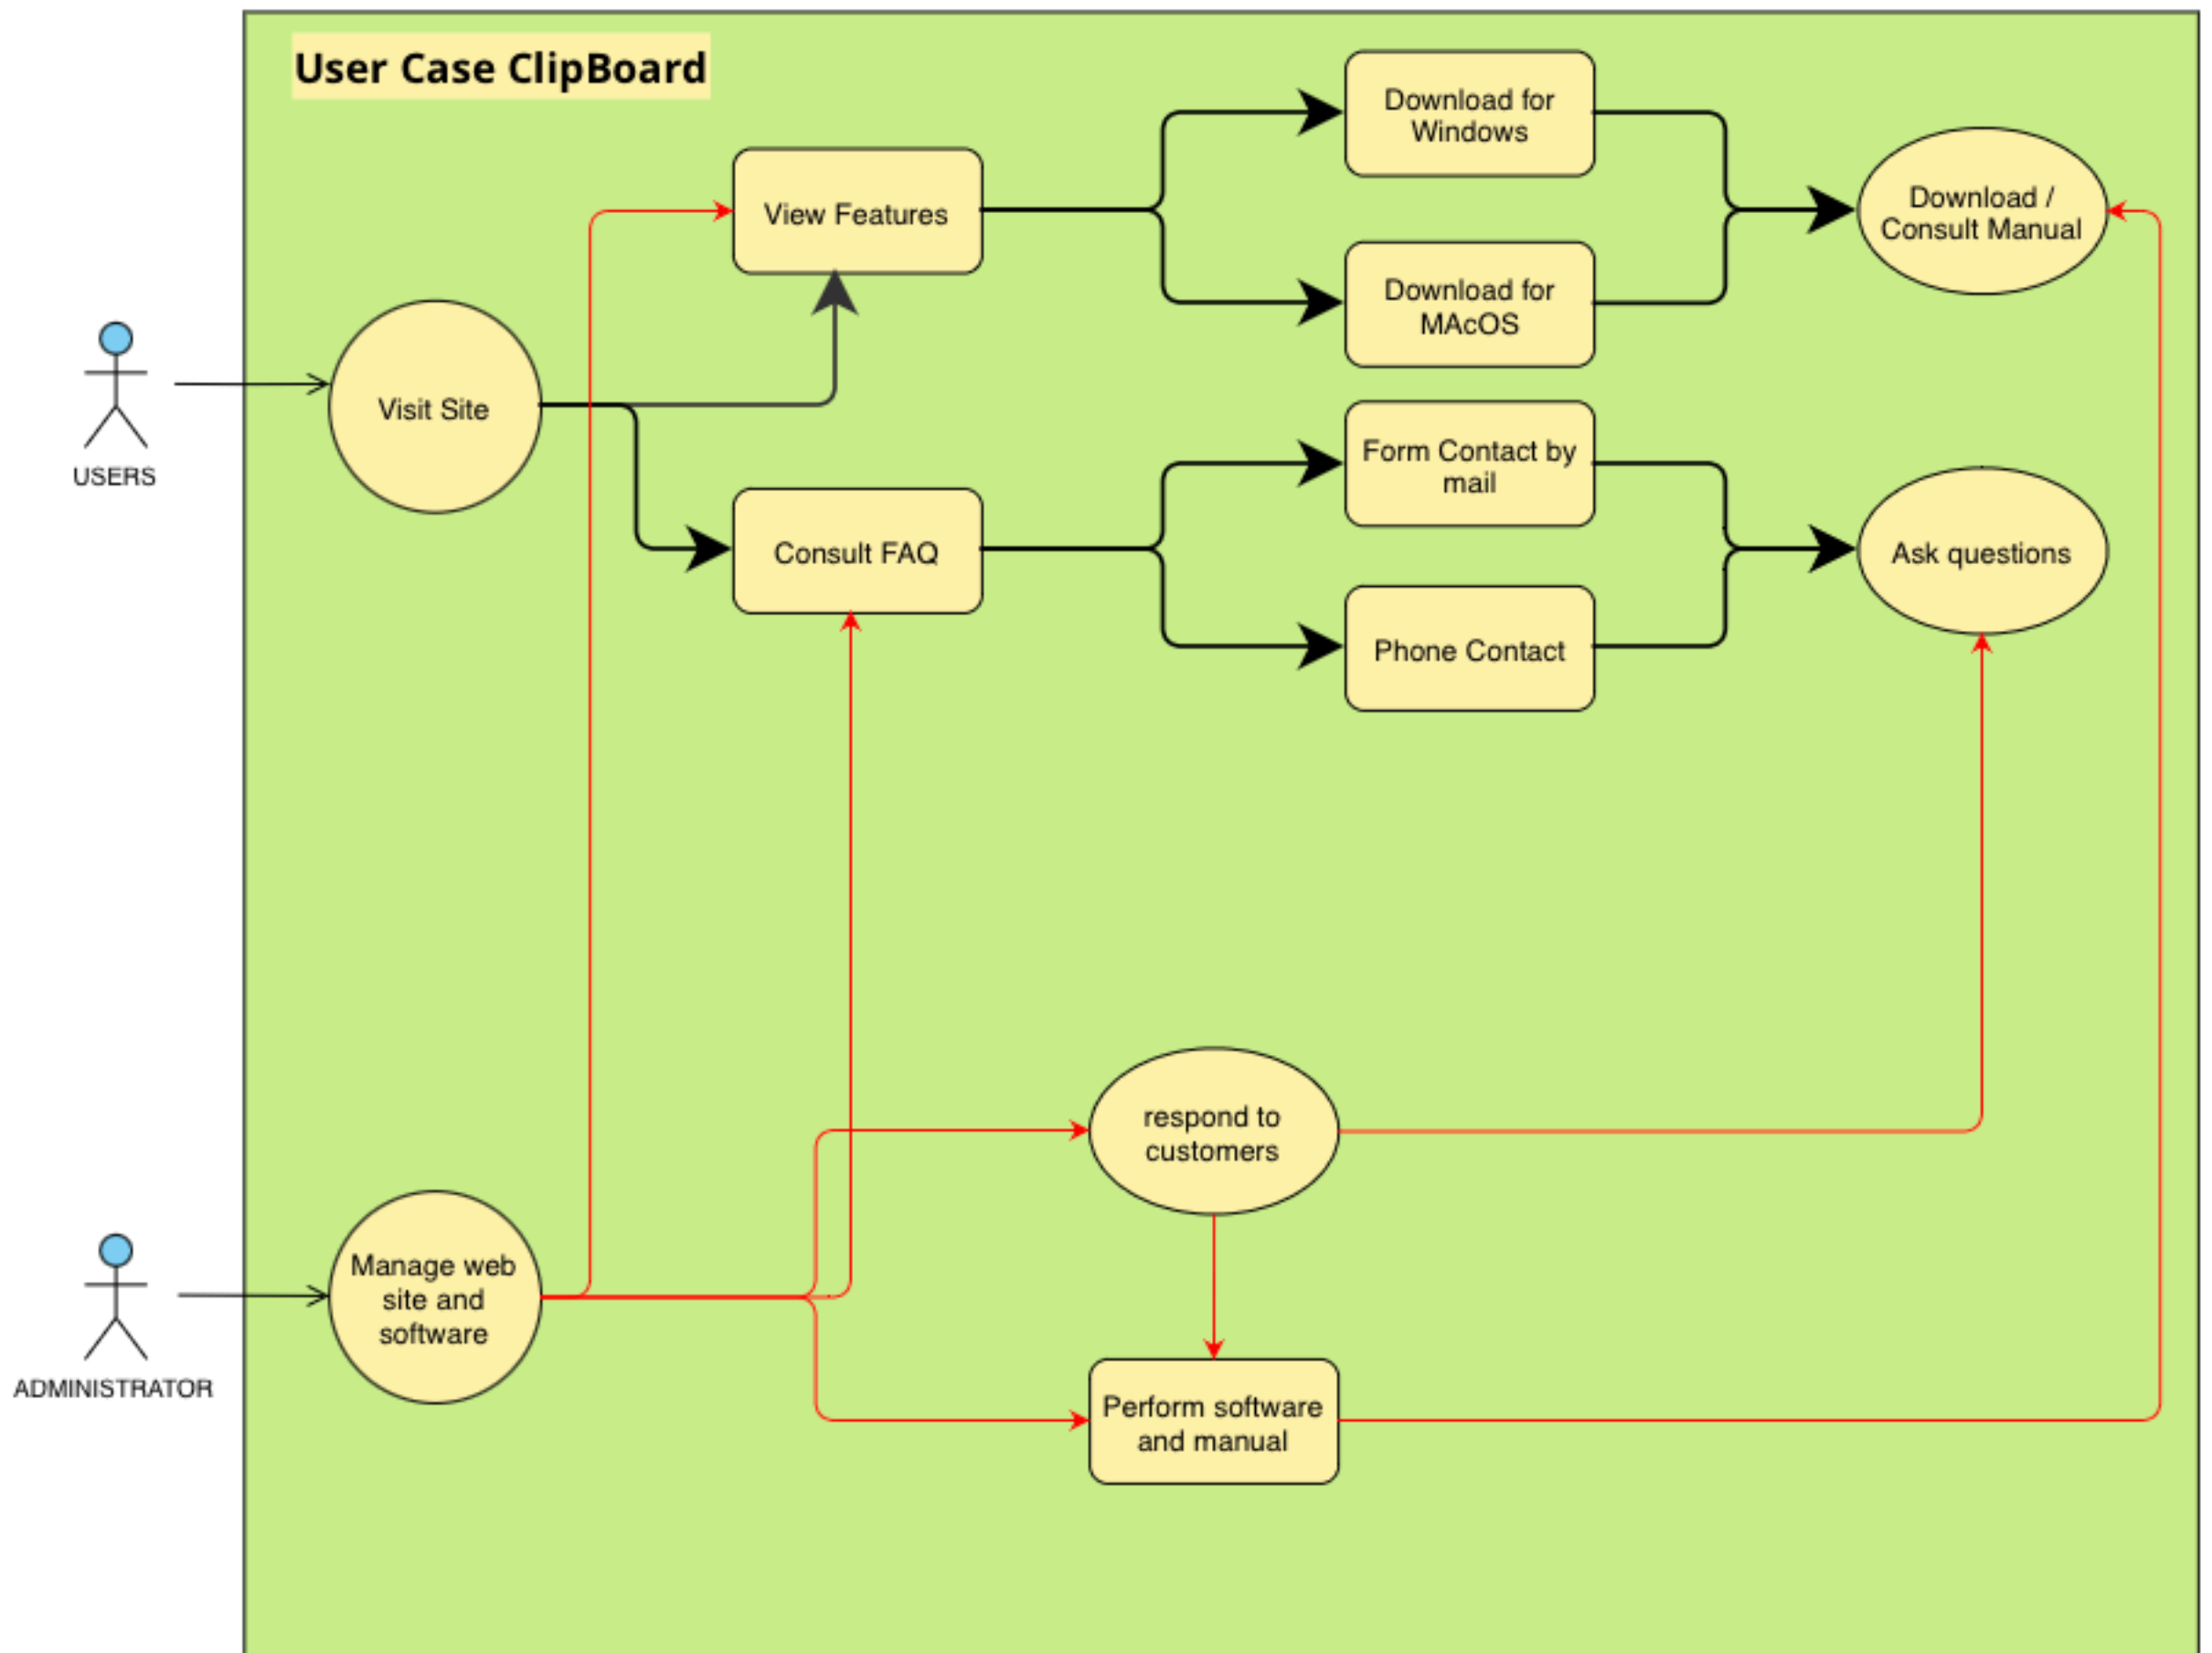 User Case ClipBoard
Download for
Windows
View Features
Download /
Consult Manual
Download for
MAcOS
Visit Site
USERS
Form Contact by
mail
Consult FAQ
Ask questions
Phone Contact
respond to
customers
Manage web
site and
software
ADMINISTRATOR
Perform software
and manual